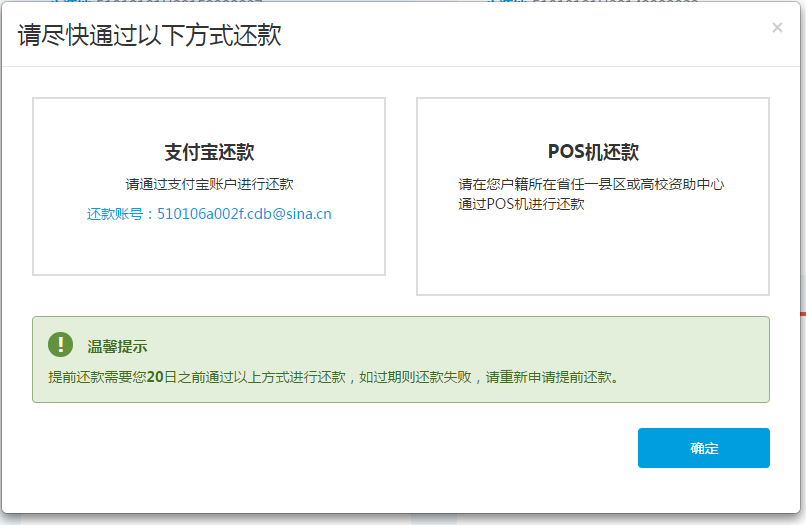 请尽快通过以下方式还款
×
支付宝还款
请通过支付宝账户进行还款
还款账号：510106a002f.cdb@sina.cn
POS机还款
请在您户籍所在省任一县区或高校资助中心
通过POS机进行还款
温馨提示
提前还款需要您20日之前通过以上方式进行还款，如过期则还款失败，请重新申请提前还款。
确定